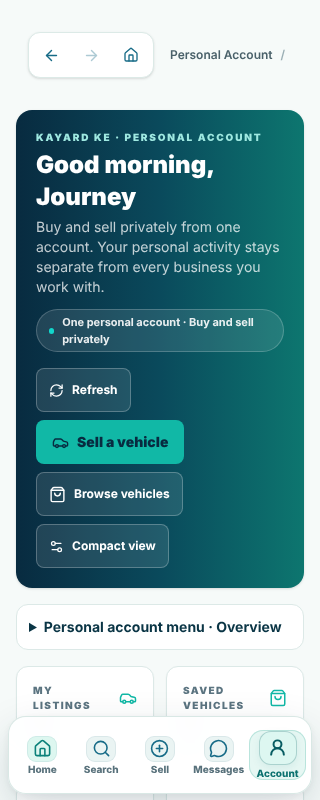 Personal Account /
KAYARD KE · PERSONAL ACCOUNT
Good morning,
Journey
Buy and sell privately from one
account. Your personal activity stays
separate from every business you
work with.
One personal account · Buy and sell
privately
Refresh
Sell a vehicle
Browse vehicles
Compact view
Personal account menu · Overview
MY
LISTINGS
SAVED
VEHICLES
Home
Search
Sell
Messages
Account